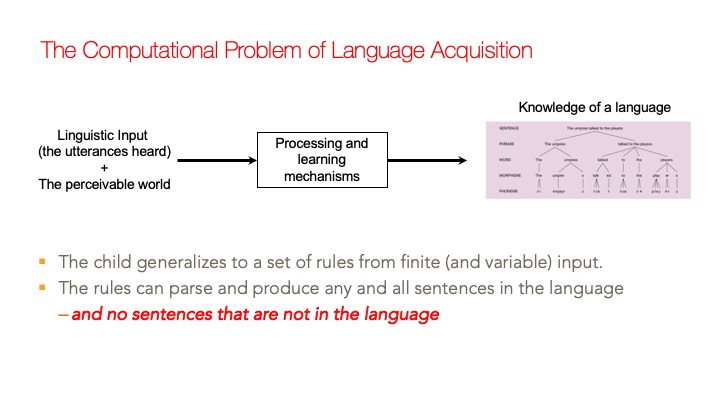 The Computational Problem of Language Acquisition
Knowledge of a language
Linguistic Input
(the utterances heard)
+
The perceivable world
Processing and
learning
mechanisms
SENTENCE The umpires talked to the players
PHRASE The umpires talked to the players
WORD The umpires talked to the players
MORPHEME The umpire s talk ed to the play er s
PHONEME
▪ The child generalizes to a set of rules from finite (and variable) input.
▪ The rules can parse and produce any and all sentences in the language
– and no sentences that are not in the language